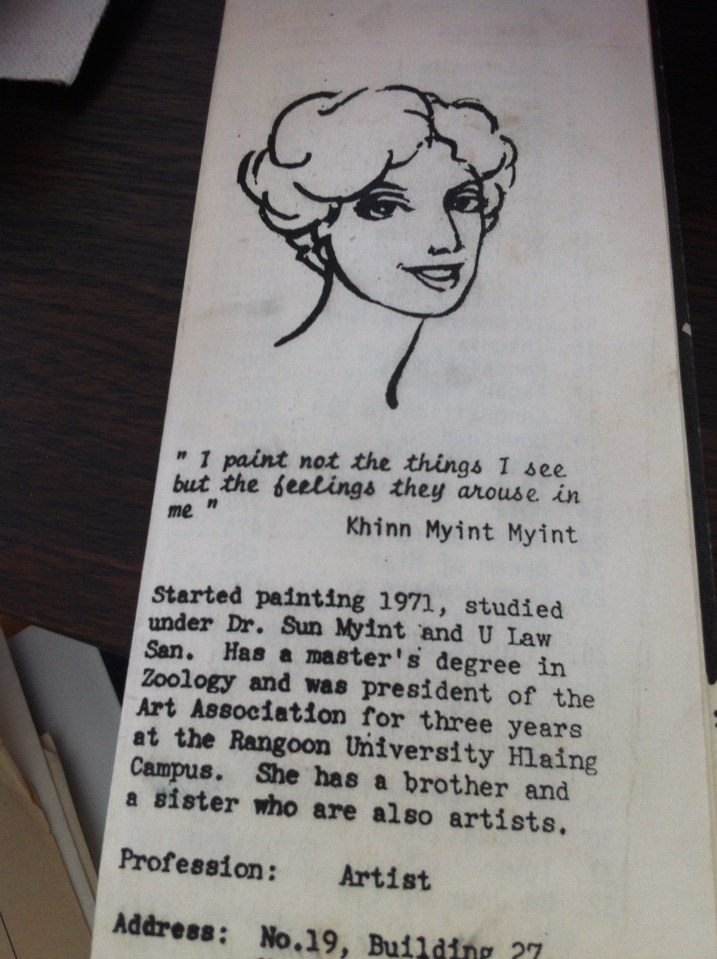 " I paint not the things I see
but the feelings they arouse in
me "
Khinn Myint Myint
Started painting 1971, studied
under Dr. Sun Myint and U Law
San. Has a master's degree in
Zoology and was president of the
Art Association for three years
at the Rangoon University Hlaing
Campus. She has a brother and
a sister who are also artists.
Profession: Artist
Address: No.19, Building 27